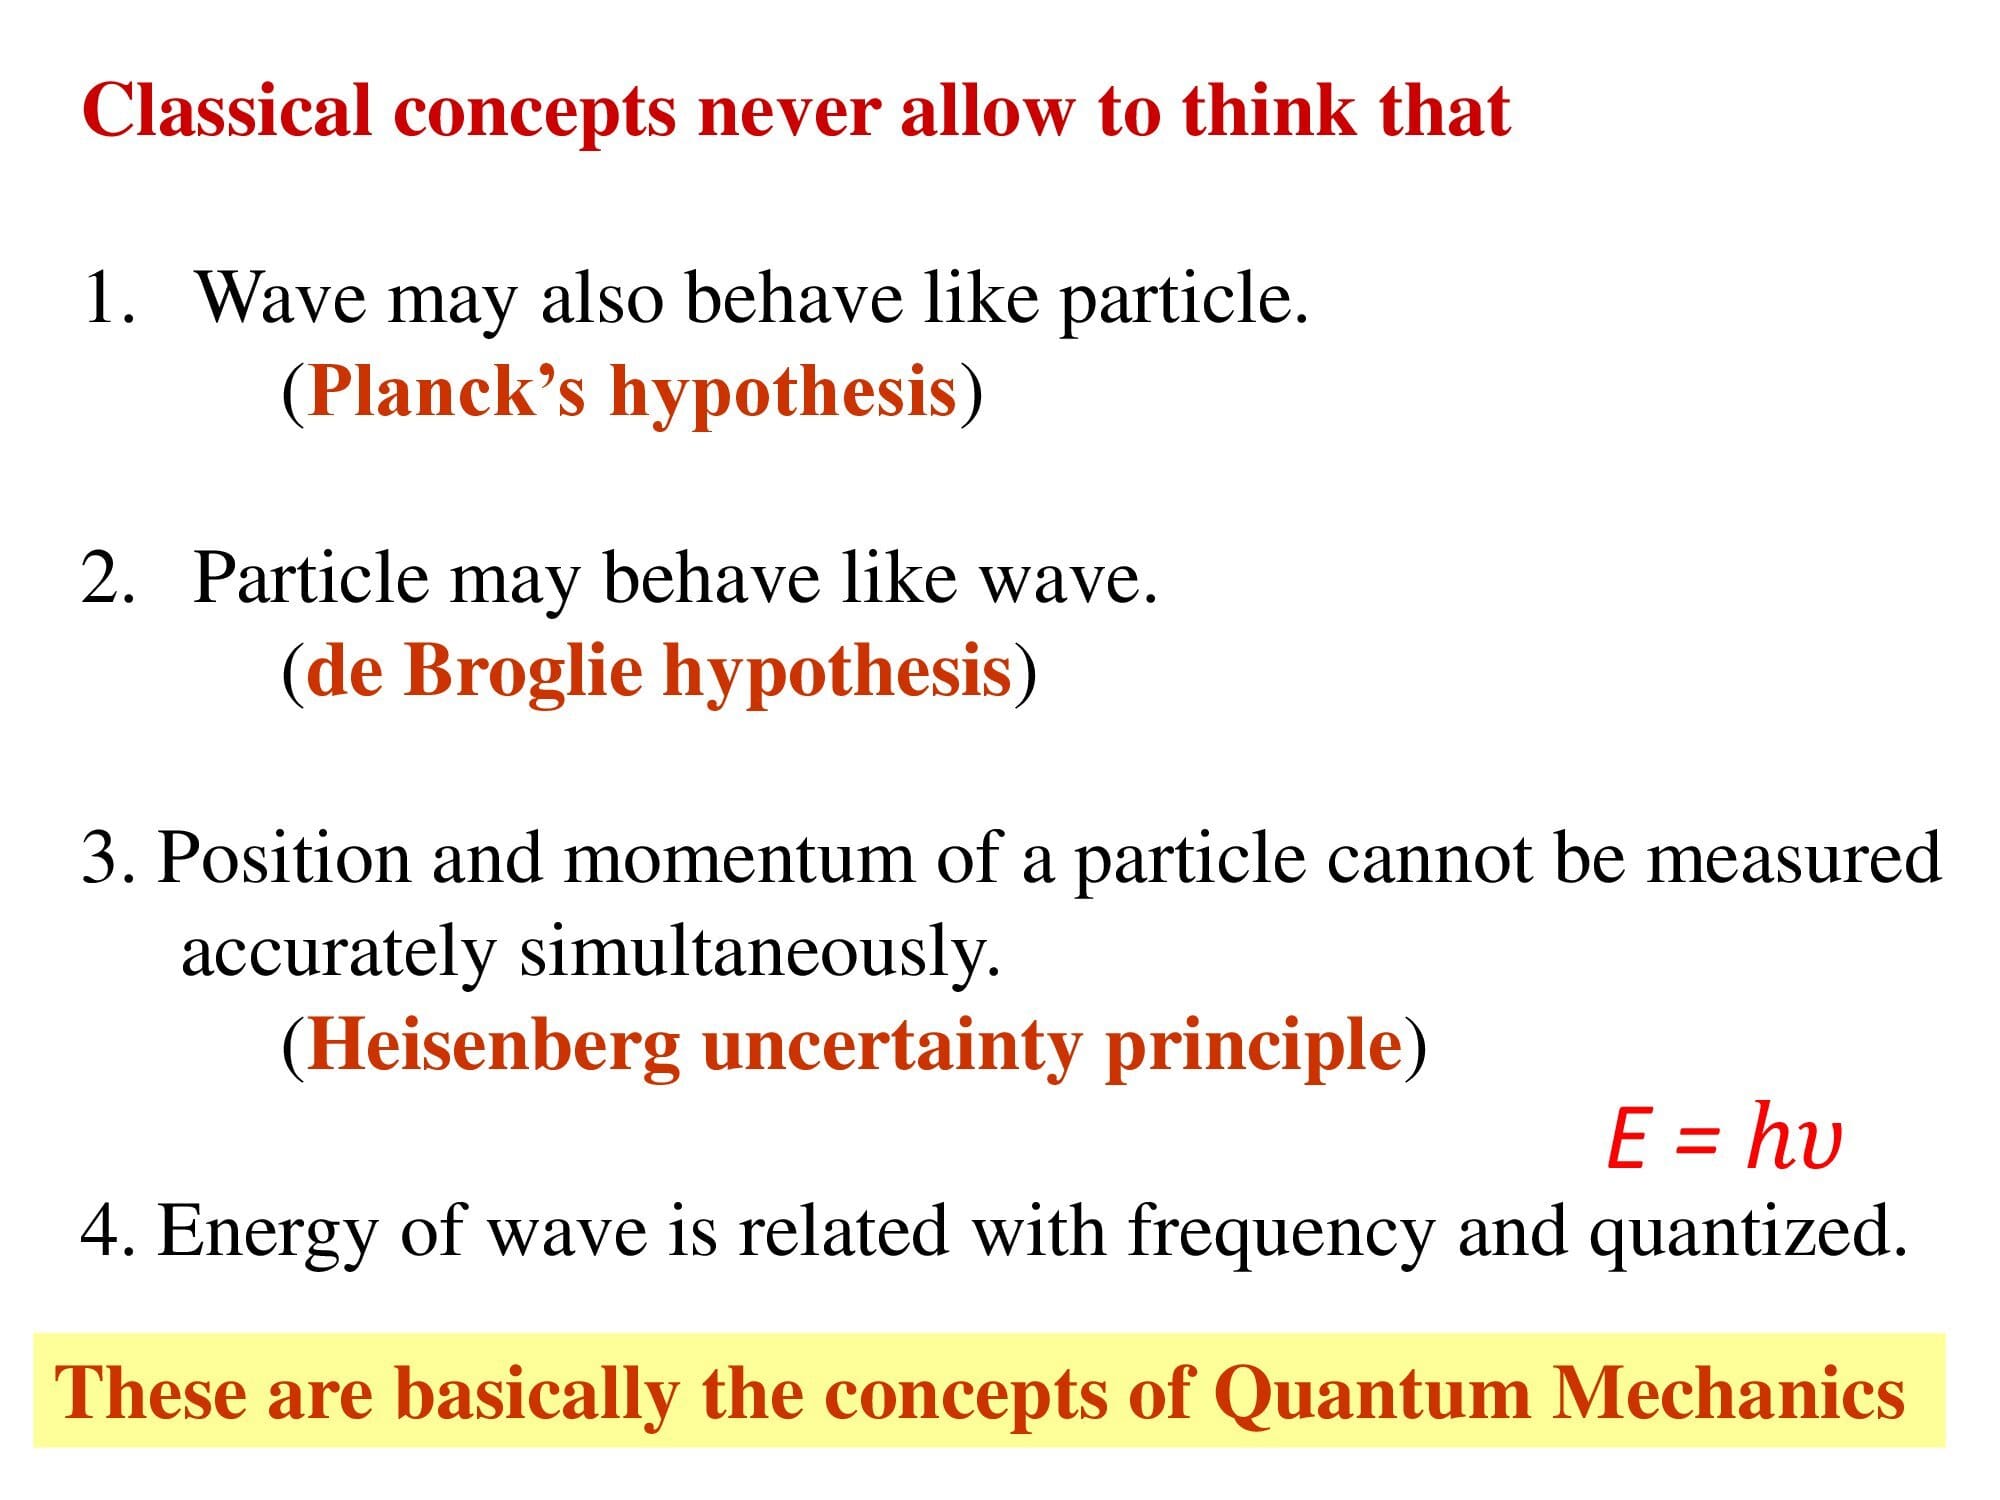 Classical concepts never allow to think that
1. Wave may also behave like particle.
(Planck’s hypothesis)
2. Particle may behave like wave.
(de Broglie hypothesis)
3. Position and momentum of a particle cannot be measured
accurately simultaneously.
(Heisenberg uncertainty principle)
E = hυ
4. Energy of wave is related with frequency and quantized.
These are basically the concepts of Quantum Mechanics